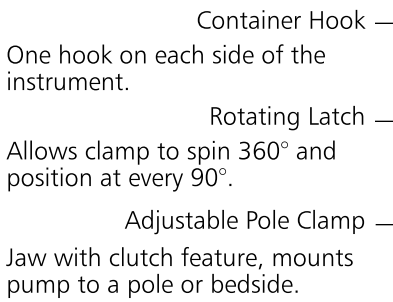 Container Hook
One hook on each side of the
instrument.
Rotating Latch
Allows clamp to spin 360° and
position at every 90°.
Adjustable Pole Clamp
Jaw with clutch feature, mounts
pump to a pole or bedside.